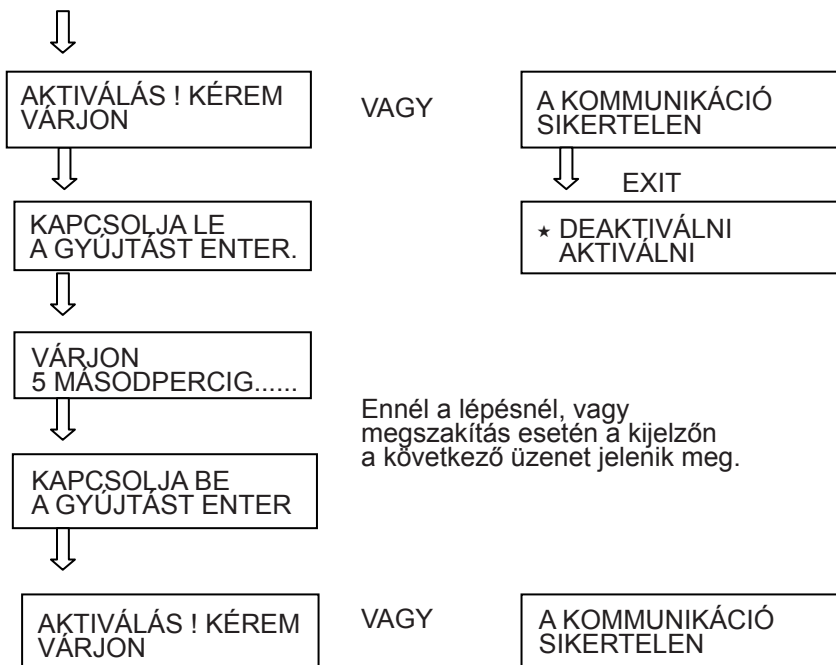 AKTIVÁLÁS ! KÉREM
VÁRJON
VAGY
A KOMMUNIKÁCIÓ
SIKERTELEN
EXIT
KAPCSOLJA LE
A GYÚJTÁST ENTER.
★ DEAKTIVÁLNI
AKTIVÁLNI
VÁRJON
5 MÁSODPERCIG......
Ennél a lépésnél, vagy
megszakítás esetén a kijelzőn
a következő üzenet jelenik meg.
KAPCSOLJA BE
A GYÚJTÁST ENTER
AKTIVÁLÁS ! KÉREM
VÁRJON
VAGY
A KOMMUNIKÁCIÓ
SIKERTELEN